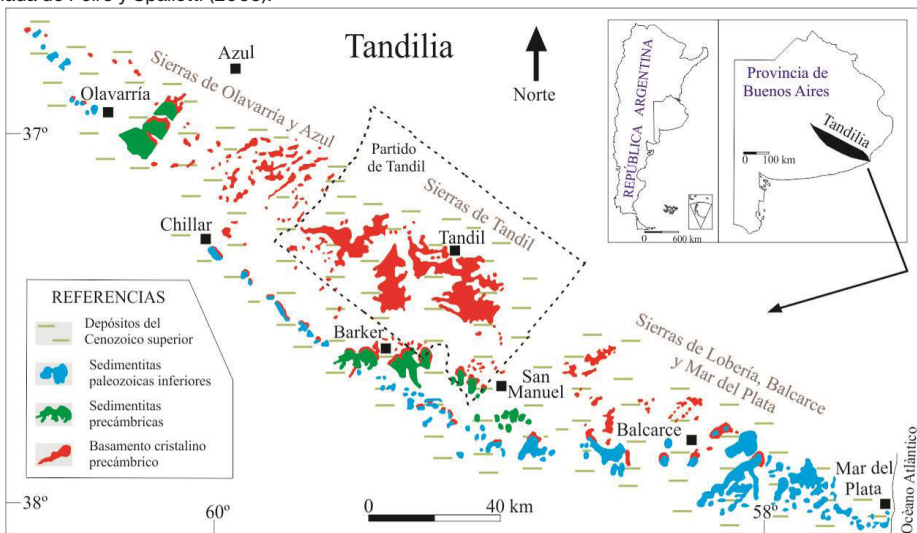 Tandilia
Norte
Azul
Olavarría
Sierras de Olavarría y Azul
37º
Partido
de Tandil
Sierras de Tandil
Chillar
Tandil
Barker
San
Manuel
Sierras de Lobería, Balcarce
y Mar del Plata
Balcarce
Mar del
Plata
Océano Atlàntico
38º
60º
58º
0
40 km
REFERENCIAS
Depósitos del
Cenozoico superior
Sedimentitas
paleozoicas inferiores
Sedimentitas
precámbricas
Basamento cristalino
precámbrico
REPÚBLICA ARGENTINA
0
600 km
Provincia de
Buenos Aires
Tandilia
0
100 km